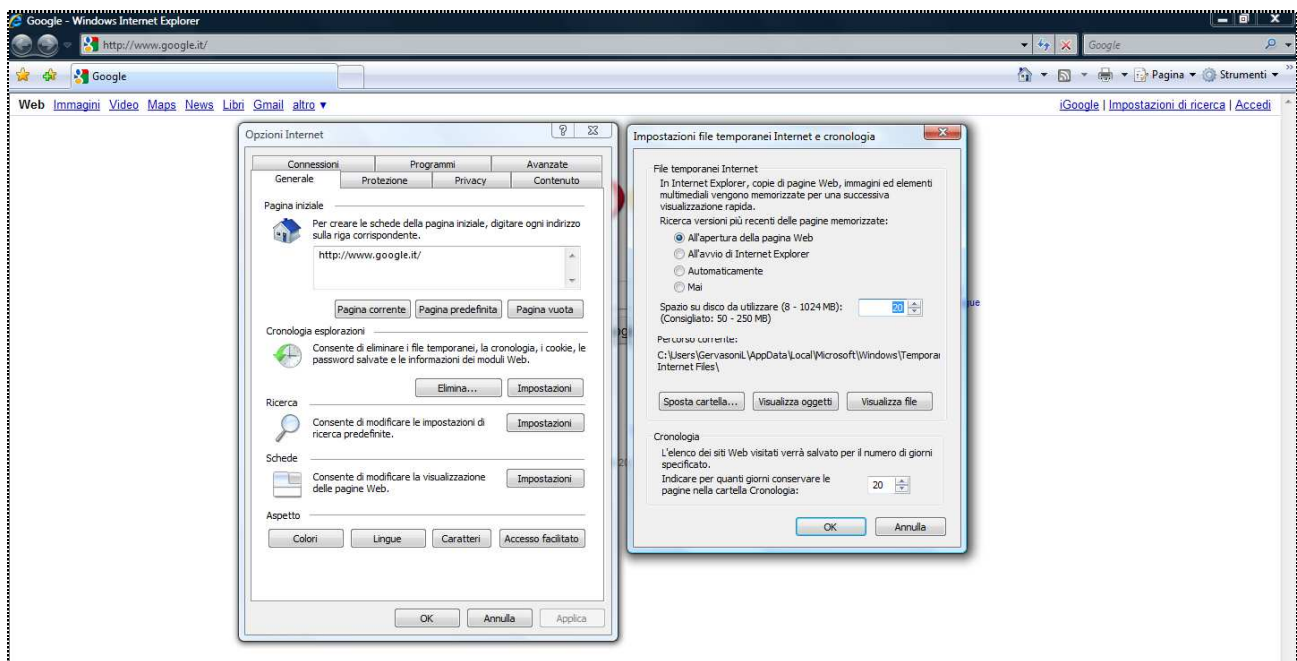 Google - Windows Internet Explorer
http://www.google.it/
Google
Google
Pagina
Strumenti
Web Immagini Video Maps News Libri Gmail altro ▼
iGoogle | Impostazioni di ricerca | Accedi
Opzioni Internet
Connessioni Programmi Avanzate
Generale Protezione Privacy Contenuto
Pagina iniziale
Per creare le schede della pagina iniziale, digitare ogni indirizzo
sulla riga corrispondente.
http://www.google.it/
Pagina corrente Pagina predefinita Pagina vuota
Cronologia esplorazioni
Consente di eliminare i file temporanei, la cronologia, i cookie, le
password salvate e le informazioni dei moduli Web.
Elimina... Impostazioni
Ricerca
Consente di modificare le impostazioni di
ricerca predefinite.
Impostazioni
Schede
Consente di modificare la visualizzazione
delle pagine Web.
Impostazioni
Aspetto
Colori Lingue Caratteri Accesso facilitato
OK Annulla Applica
Impostazioni file temporanei Internet e cronologia
File temporanei Internet
In Internet Explorer, copie di pagine Web, immagini ed elementi
multimediali vengono memorizzate per una successiva
visualizzazione rapida.
Ricerca versioni più recenti delle pagine memorizzate:
All'apertura della pagina Web
All'avvio di Internet Explorer
Automaticamente
Mai
Spazio su disco da utilizzare (8 - 1024 MB): 20
(Consigliato: 50 - 250 MB)
Percorso corrente:
C:\Users\GervasoniL\AppData\Local\Microsoft\Windows\Temporar
Internet Files\
Sposta cartella... Visualizza oggetti Visualizza file
Cronologia
L'elenco dei siti Web visitati verrà salvato per il numero di giorni
specificato.
Indicare per quanti giorni conservare le
pagine nella cartella Cronologia: 20
OK Annulla